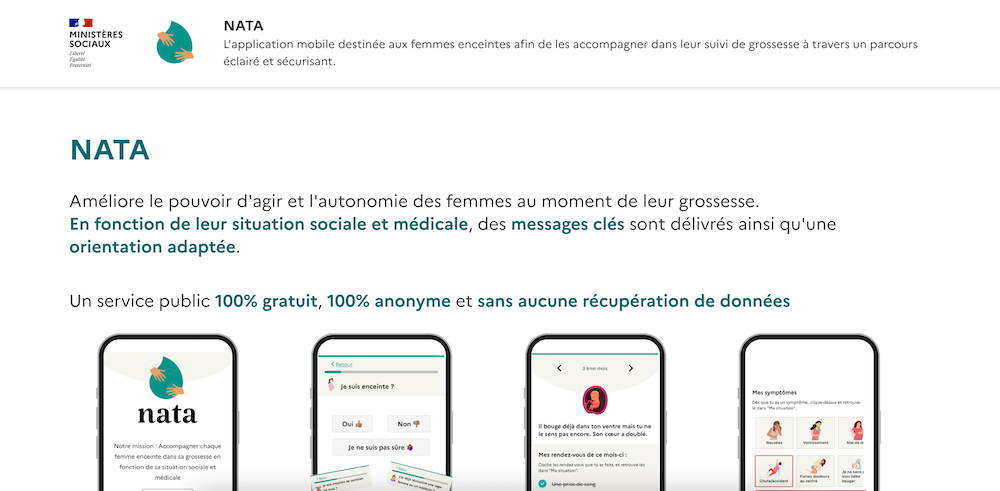 MINISTÈRES
SOCIAUX
Liberté
Égalité
Fraternité
NATA
L'application mobile destinée aux femmes enceintes afin de les accompagner dans leur suivi de grossesse à travers un parcours
éclairé et sécurisant.
NATA
Améliore le pouvoir d'agir et l'autonomie des femmes au moment de leur grossesse.
En fonction de leur situation sociale et médicale, des messages clés sont délivrés ainsi qu'une
orientation adaptée.
Un service public 100% gratuit, 100% anonyme et sans aucune récupération de données
nata
Notre mission : Accompagner chaque
femme enceinte dans sa grossesse en
fonction de sa situation sociale et
médicale
Retour
Je suis enceinte ?
Oui
Non
Je ne suis pas sûre
3 ème mois
Il bouge déjà dans ton ventre mais tu ne
le sens pas encore. Son cœur a doublé.
Mes rendez-vous de ce mois-ci :
Coche les rendez-vous que tu as faits, et retrouve les
dans "Ma situation".
Une prise de sang
Mes symptômes
Dès que tu as un symptôme, clique-dessus et retrouve-
le dans "Ma situation".
Nausées
Vomissement
Mal de d
Chute/accident
Fortes douleurs
au ventre
Je ne sens
mon bébé
bouger